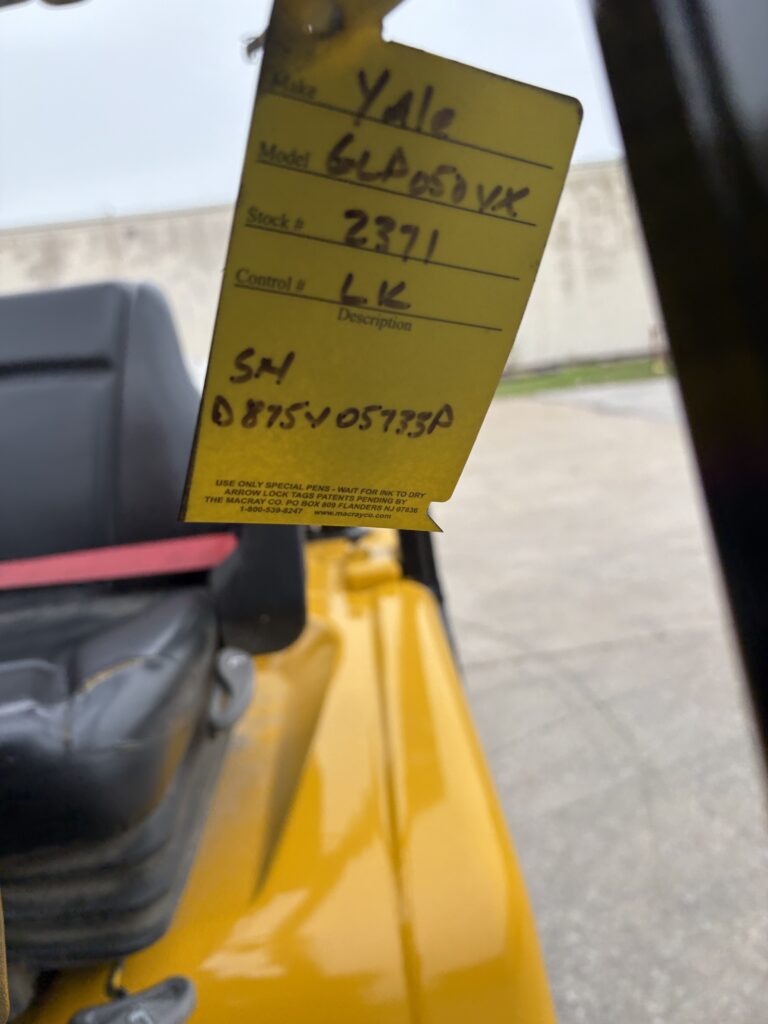 Make Yale
Model GLP050VX
Stock # 2371
Control # LK
Description
SN
D875V05733P
USE ONLY SPECIAL PENS - WAIT FOR INK TO DRY
ARROW LOCK TAGS PATENTS PENDING BY
THE MACRAY CO. PO BOX 809 FLANDERS NJ 07836
1-800-539-8247 www.macrayco.com